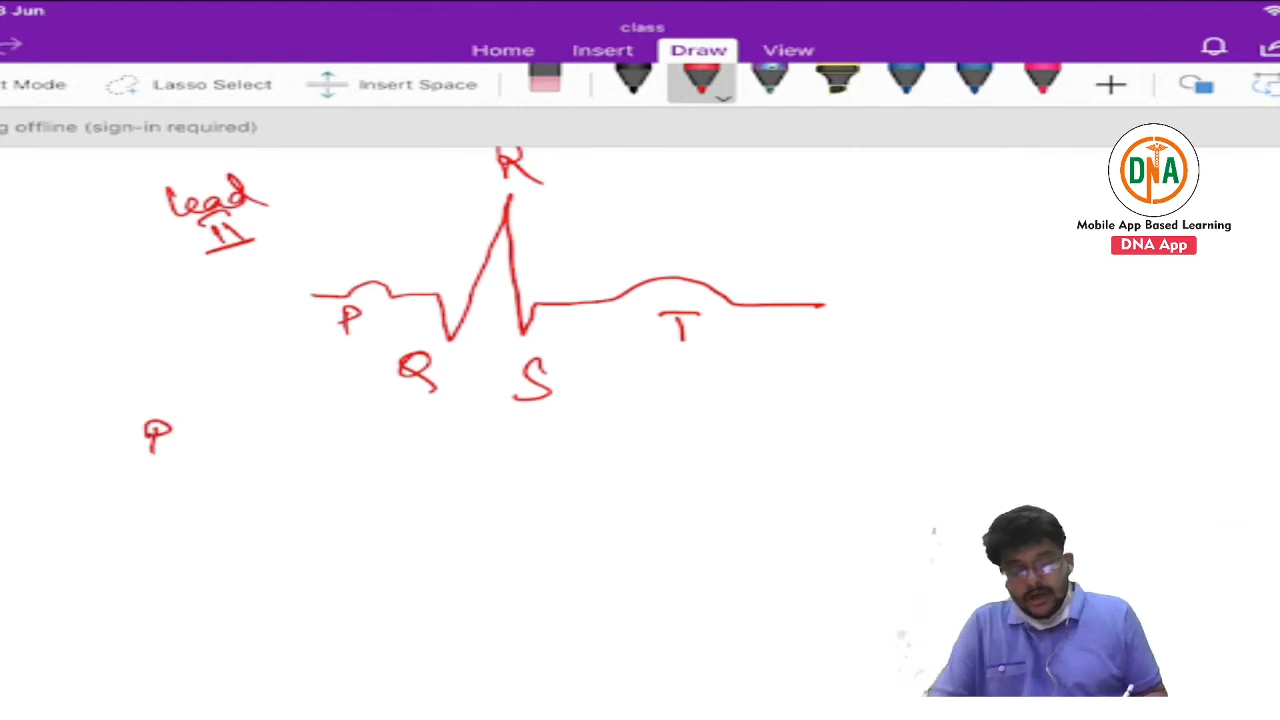 3 Jun
class
Home Insert Draw View
t Mode Lasso Select Insert Space
g offline (sign-in required)
DNA
Mobile App Based Learning
DNA App
R
Lead
II
P
T
Q
S
P